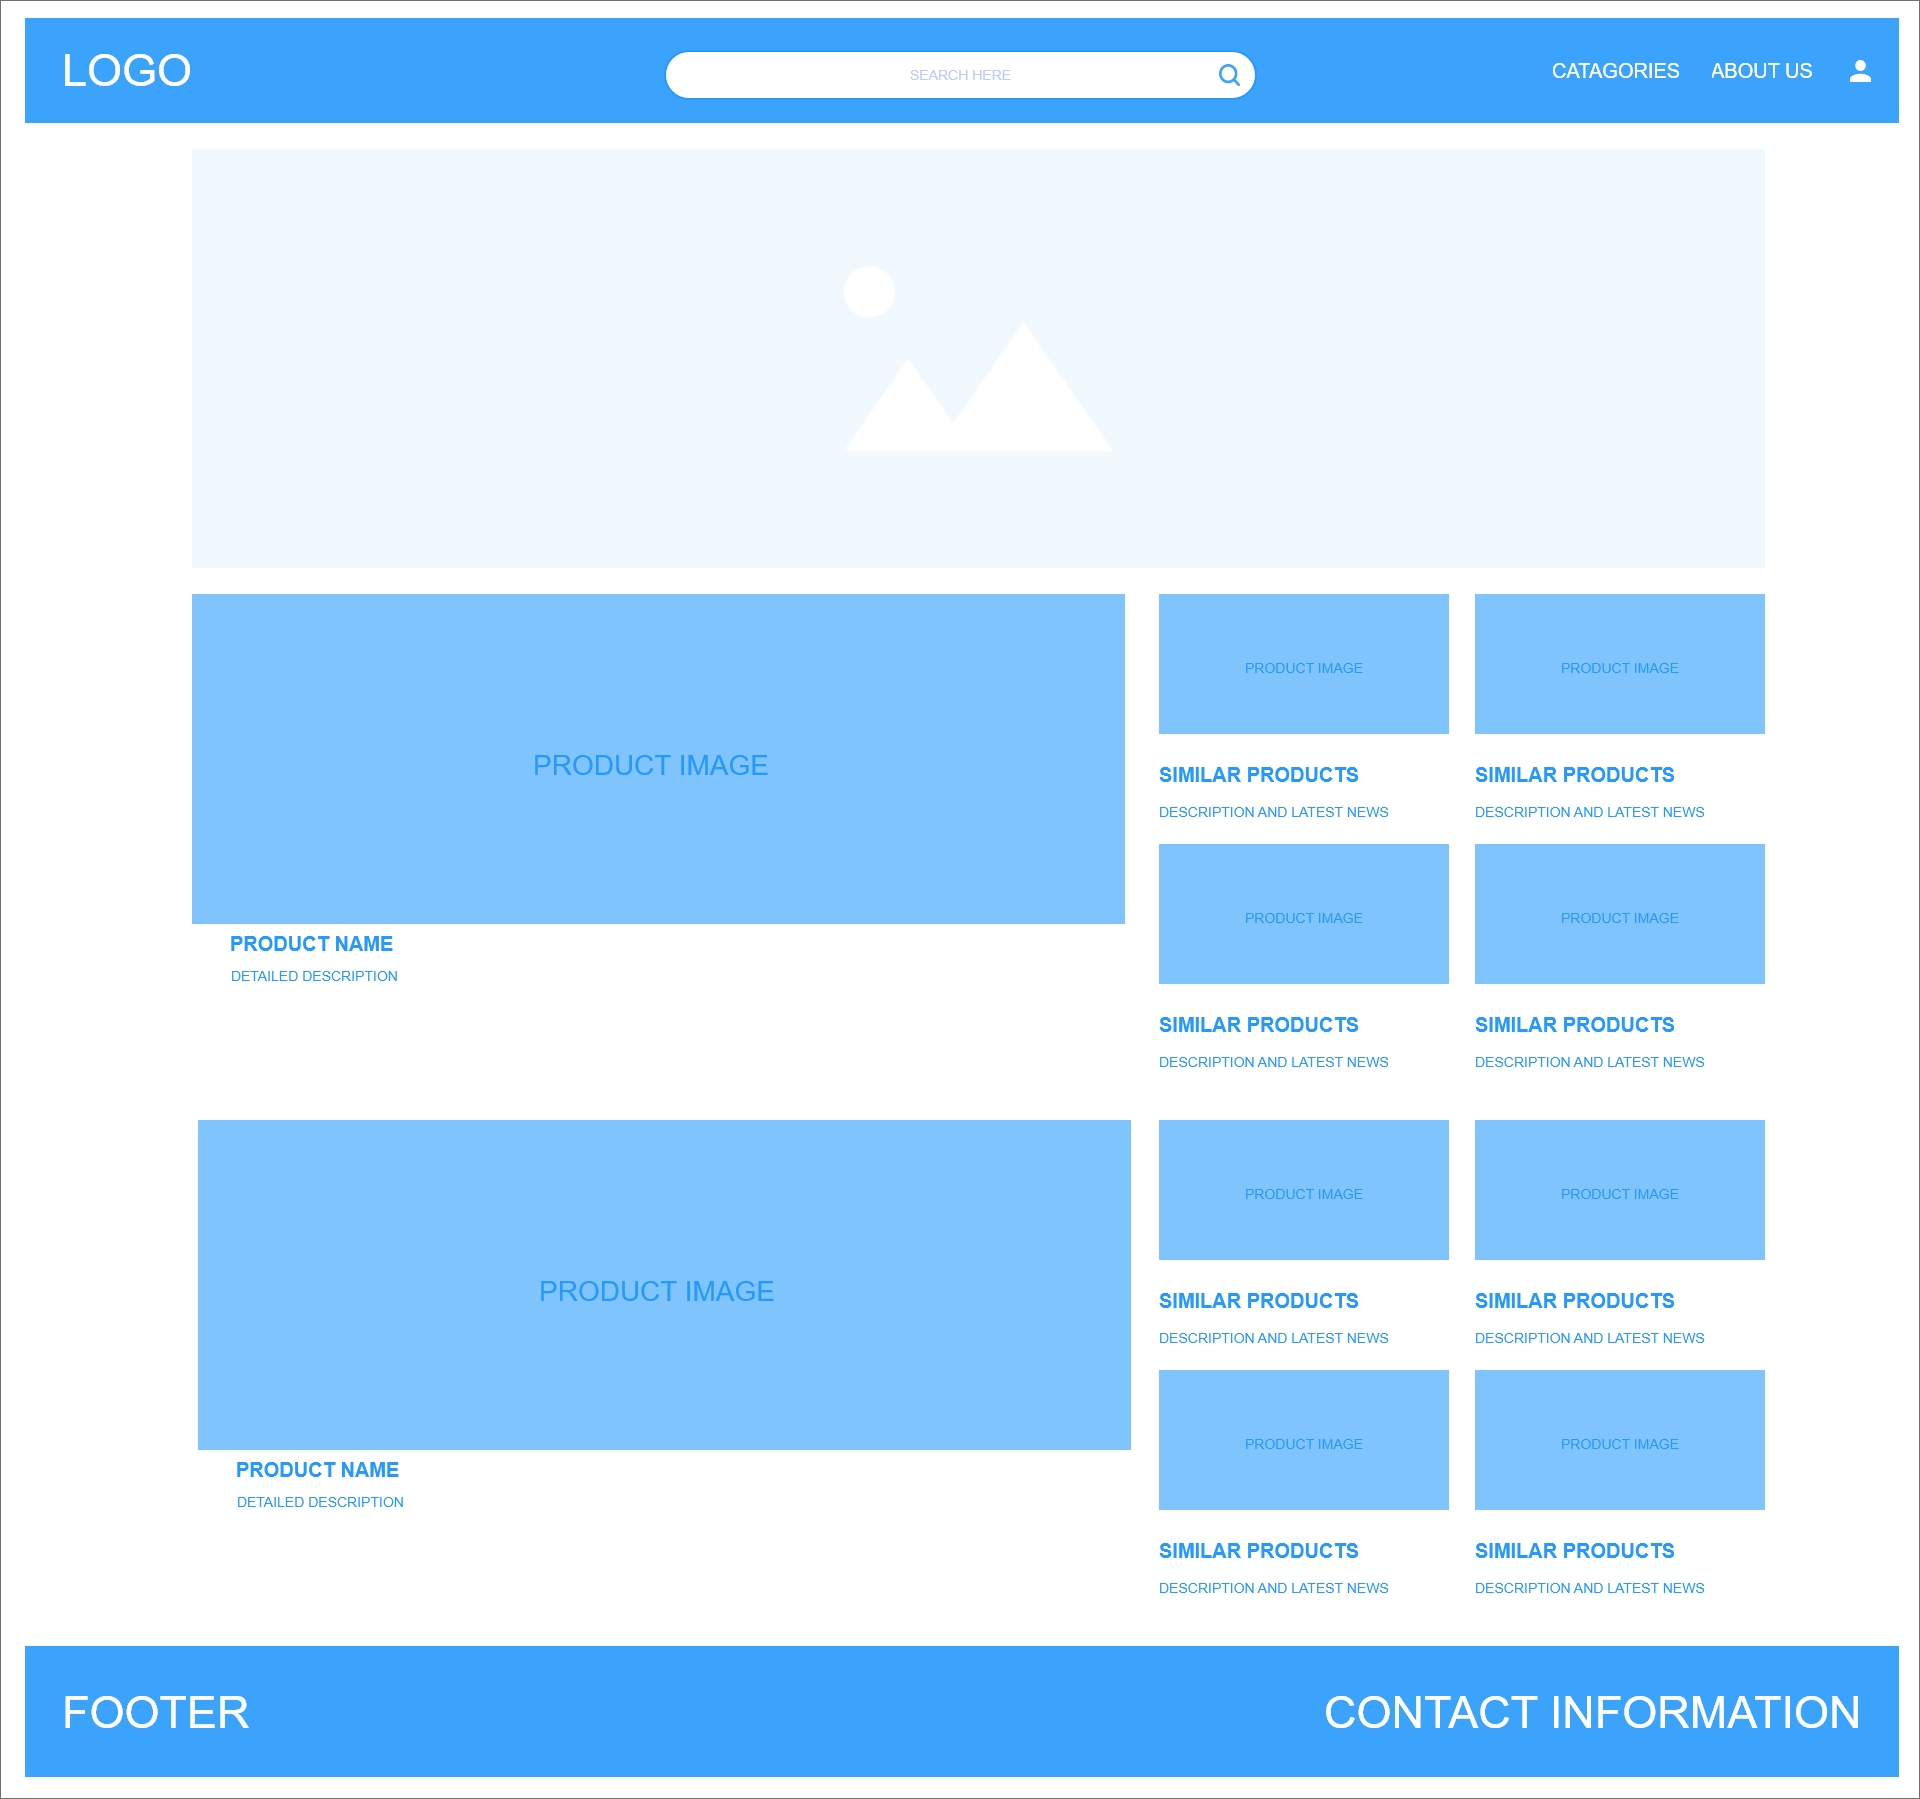 LOGO
SEARCH HERE
CATAGORIES
ABOUT US
PRODUCT IMAGE
PRODUCT NAME
DETAILED DESCRIPTION
PRODUCT IMAGE
PRODUCT IMAGE
SIMILAR PRODUCTS
SIMILAR PRODUCTS
DESCRIPTION AND LATEST NEWS
DESCRIPTION AND LATEST NEWS
PRODUCT IMAGE
PRODUCT IMAGE
SIMILAR PRODUCTS
SIMILAR PRODUCTS
DESCRIPTION AND LATEST NEWS
DESCRIPTION AND LATEST NEWS
PRODUCT IMAGE
PRODUCT NAME
DETAILED DESCRIPTION
PRODUCT IMAGE
PRODUCT IMAGE
SIMILAR PRODUCTS
SIMILAR PRODUCTS
DESCRIPTION AND LATEST NEWS
DESCRIPTION AND LATEST NEWS
PRODUCT IMAGE
PRODUCT IMAGE
SIMILAR PRODUCTS
SIMILAR PRODUCTS
DESCRIPTION AND LATEST NEWS
DESCRIPTION AND LATEST NEWS
FOOTER
CONTACT INFORMATION